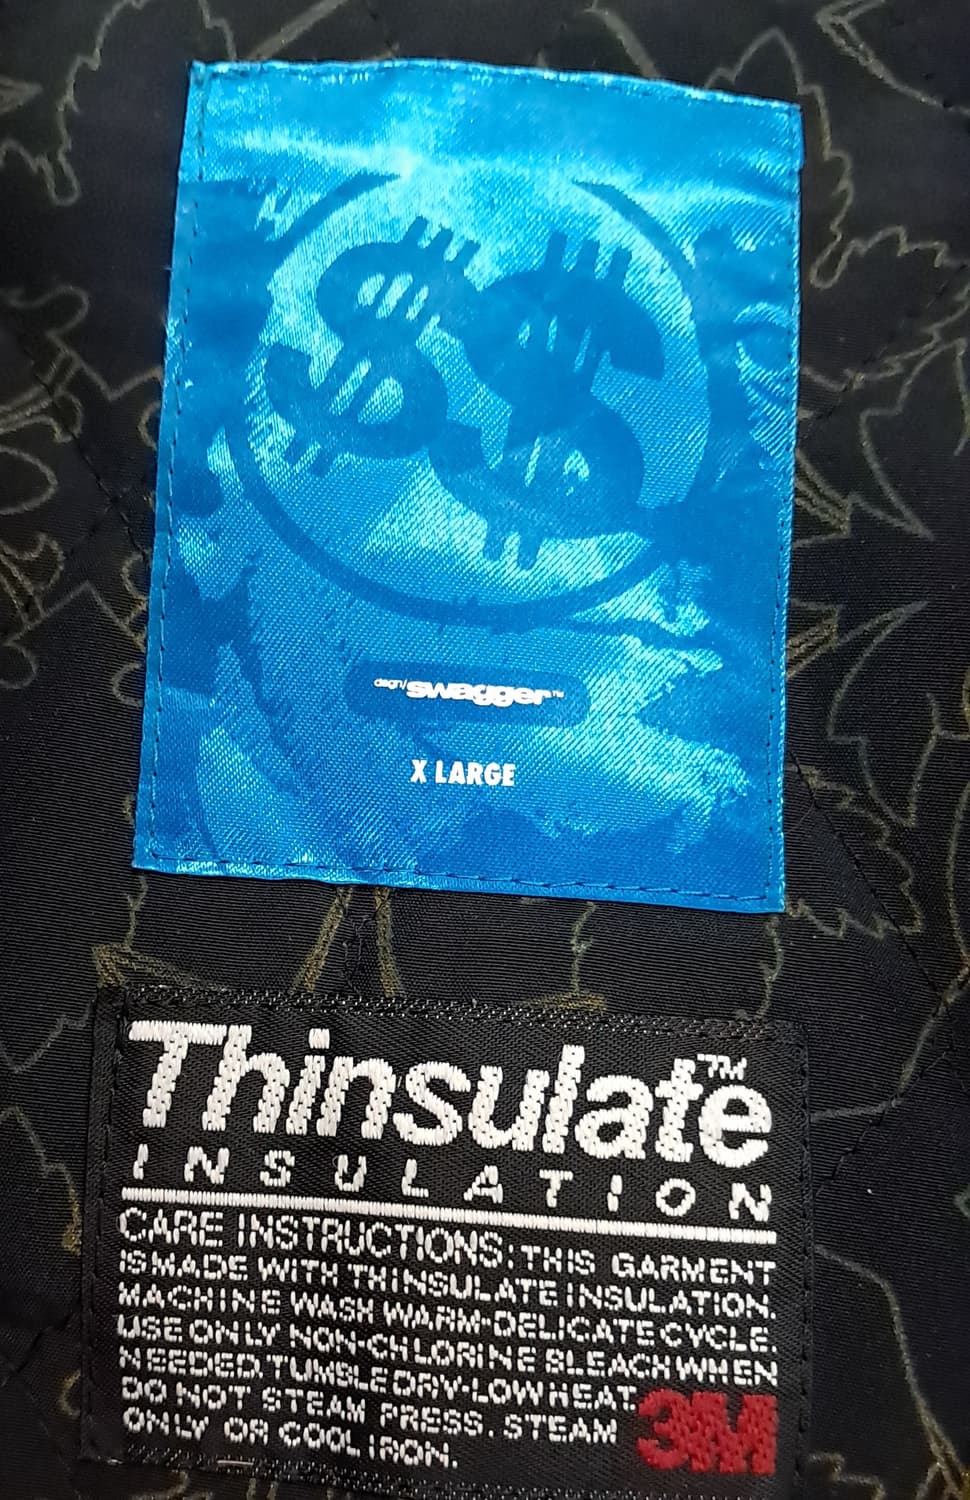 dsgn/swagger™
X LARGE
Thinsulate™
INSULATION
CARE INSTRUCTIONS: THIS GARMENT
IS MADE WITH THINSULATE INSULATION.
MACHINE WASH WARM-DELICATE CYCLE.
USE ONLY NON-CHLORINE BLEACH WHEN
NEEDED. TUMBLE DRY-LOW HEAT.
DO NOT STEAM PRESS. STEAM
ONLY OR COOL IRON.
3M